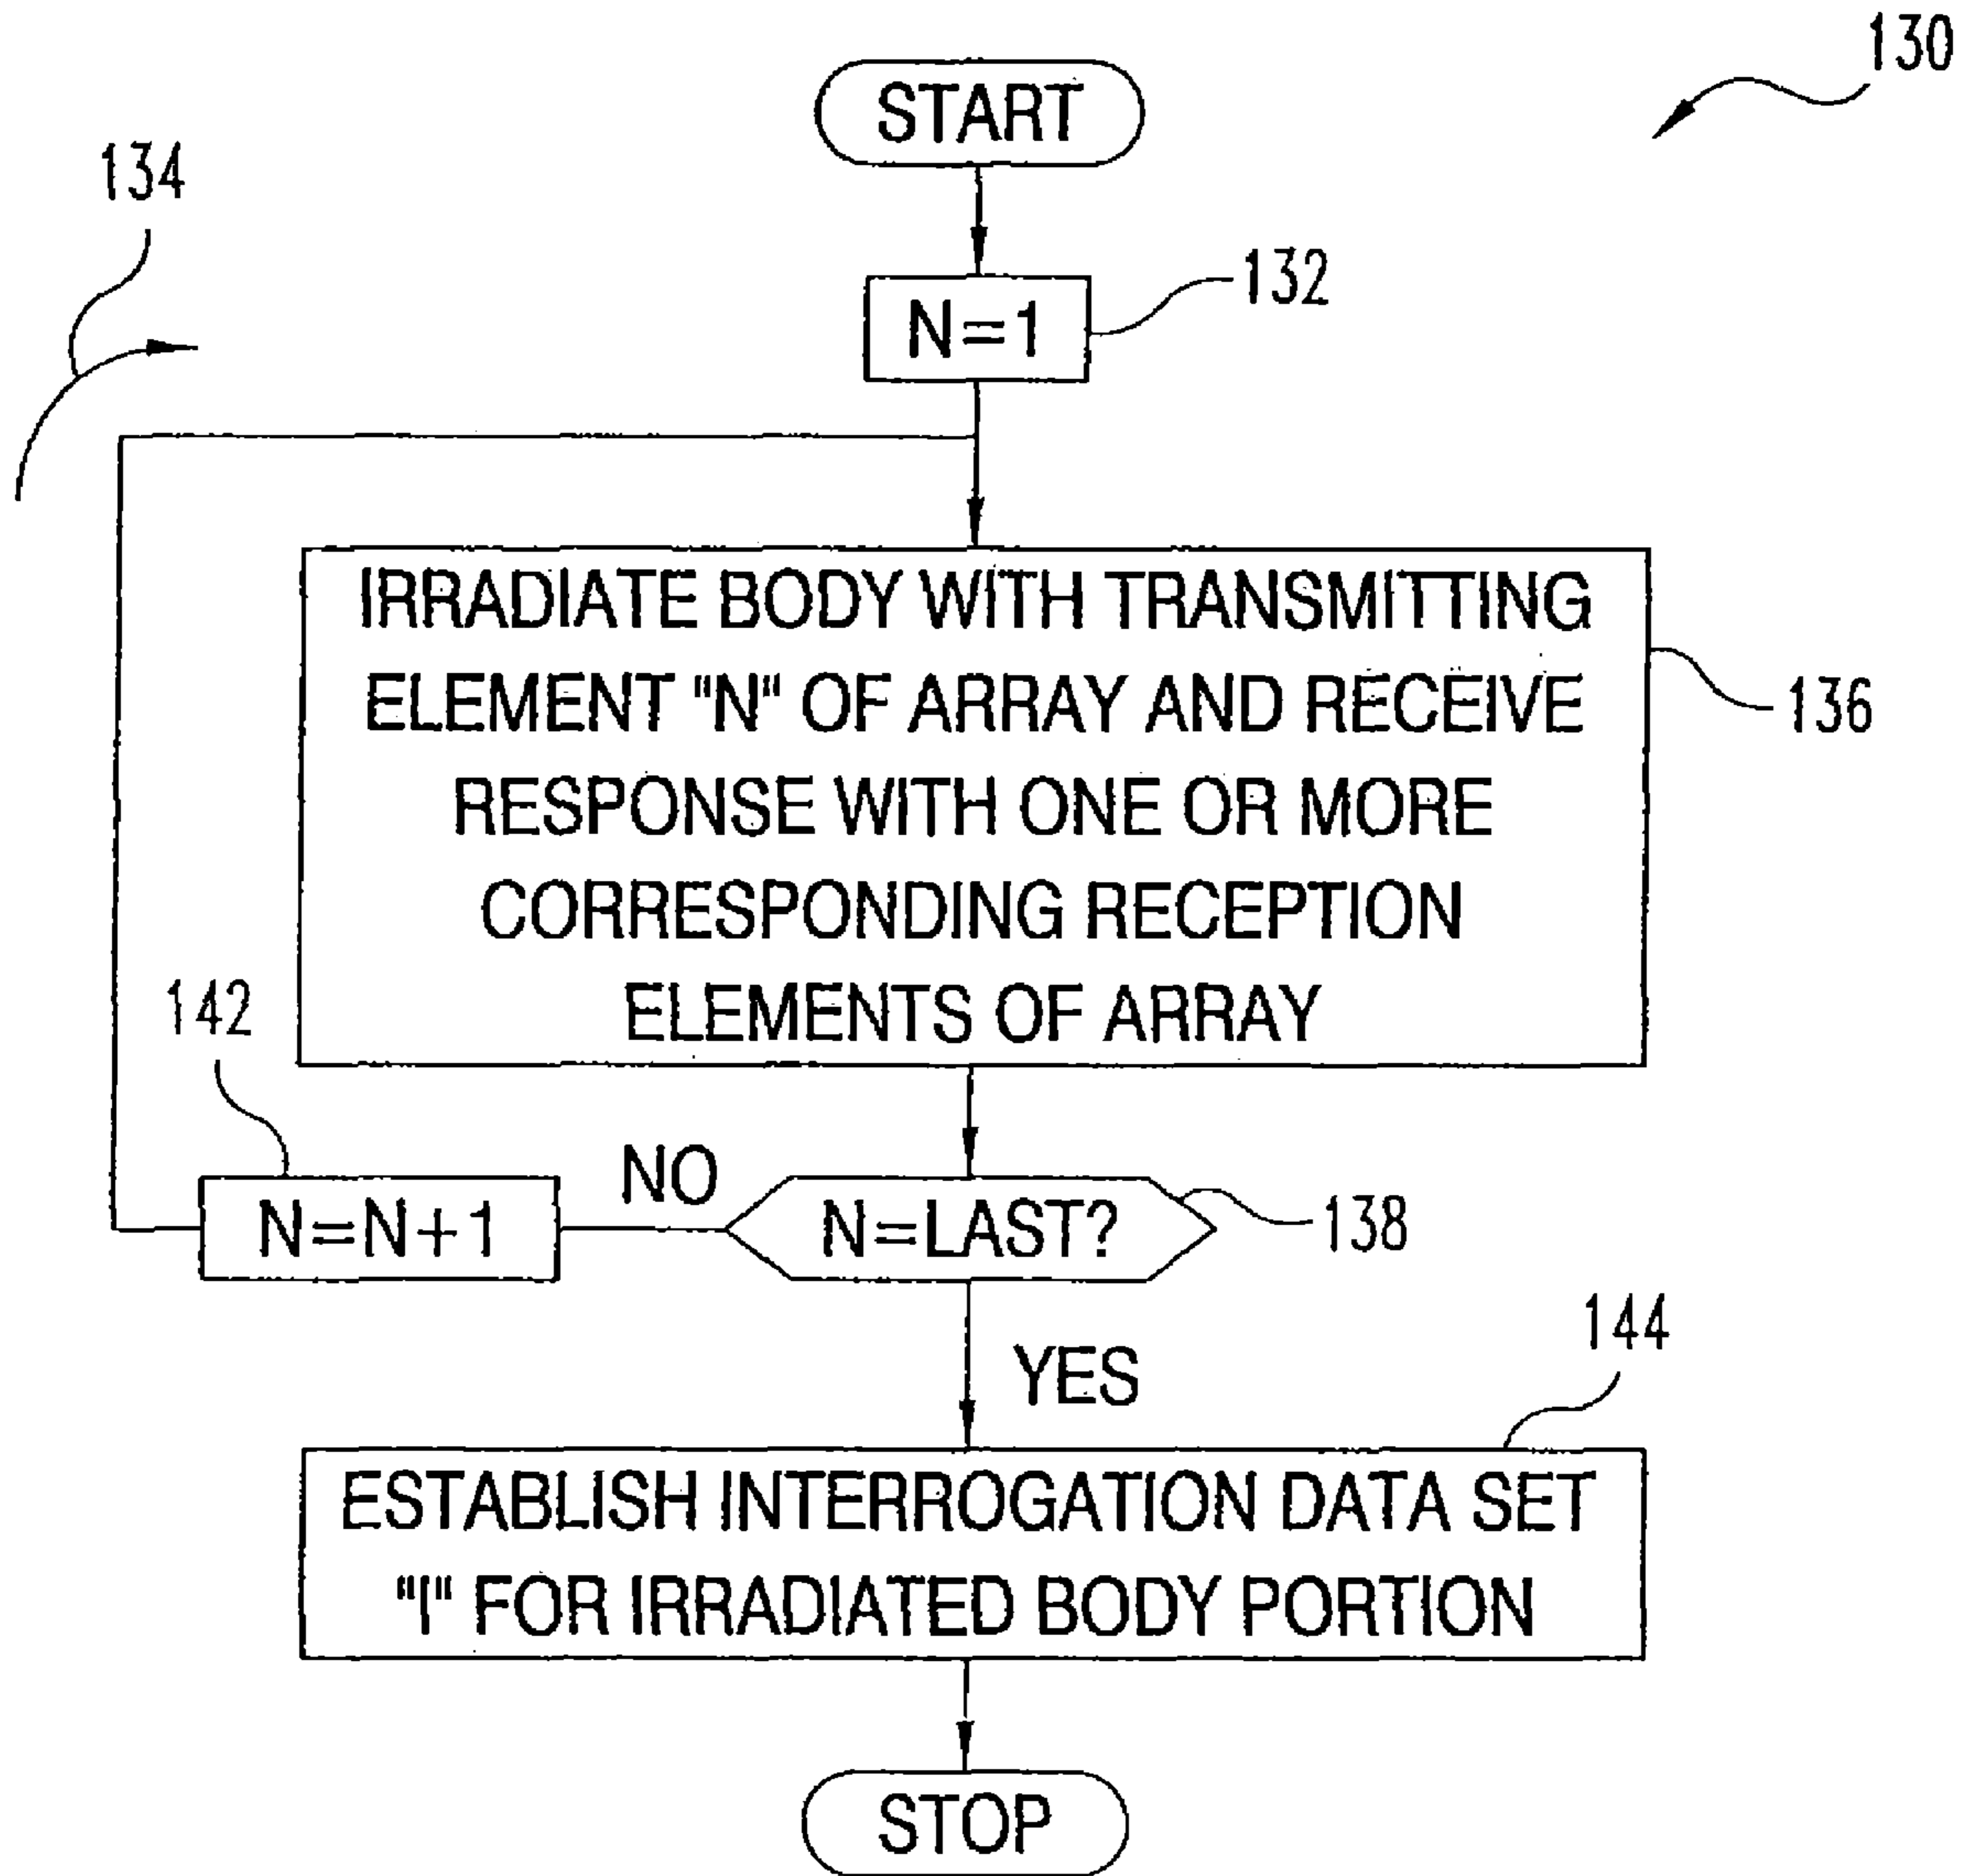 130
START
134
132
N=1
IRRADIATE BODY WITH TRANSMITTING
ELEMENT "N" OF ARRAY AND RECEIVE
RESPONSE WITH ONE OR MORE
CORRESPONDING RECEPTION
ELEMENTS OF ARRAY
136
142
NO
N=N+1
N=LAST?
138
YES
144
ESTABLISH INTERROGATION DATA SET
"I" FOR IRRADIATED BODY PORTION
STOP